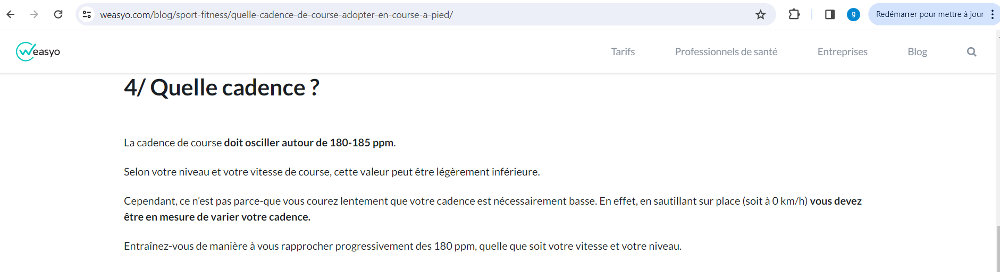 weasyo.com/blog/sport-fitness/quelle-cadence-de-course-adopter-en-course-a-pied/
g
Redémarrer pour mettre à jour
Weasyo
Tarifs
Professionnels de santé
Entreprises
Blog
4/ Quelle cadence ?
La cadence de course doit osciller autour de 180-185 ppm.
Selon votre niveau et votre vitesse de course, cette valeur peut être légèrement inférieure.
Cependant, ce n’est pas parce-que vous courez lentement que votre cadence est nécessairement basse. En effet, en sautillant sur place (soit à 0 km/h) vous devez
être en mesure de varier votre cadence.
Entraînez-vous de manière à vous rapprocher progressivement des 180 ppm, quelle que soit votre vitesse et votre niveau.